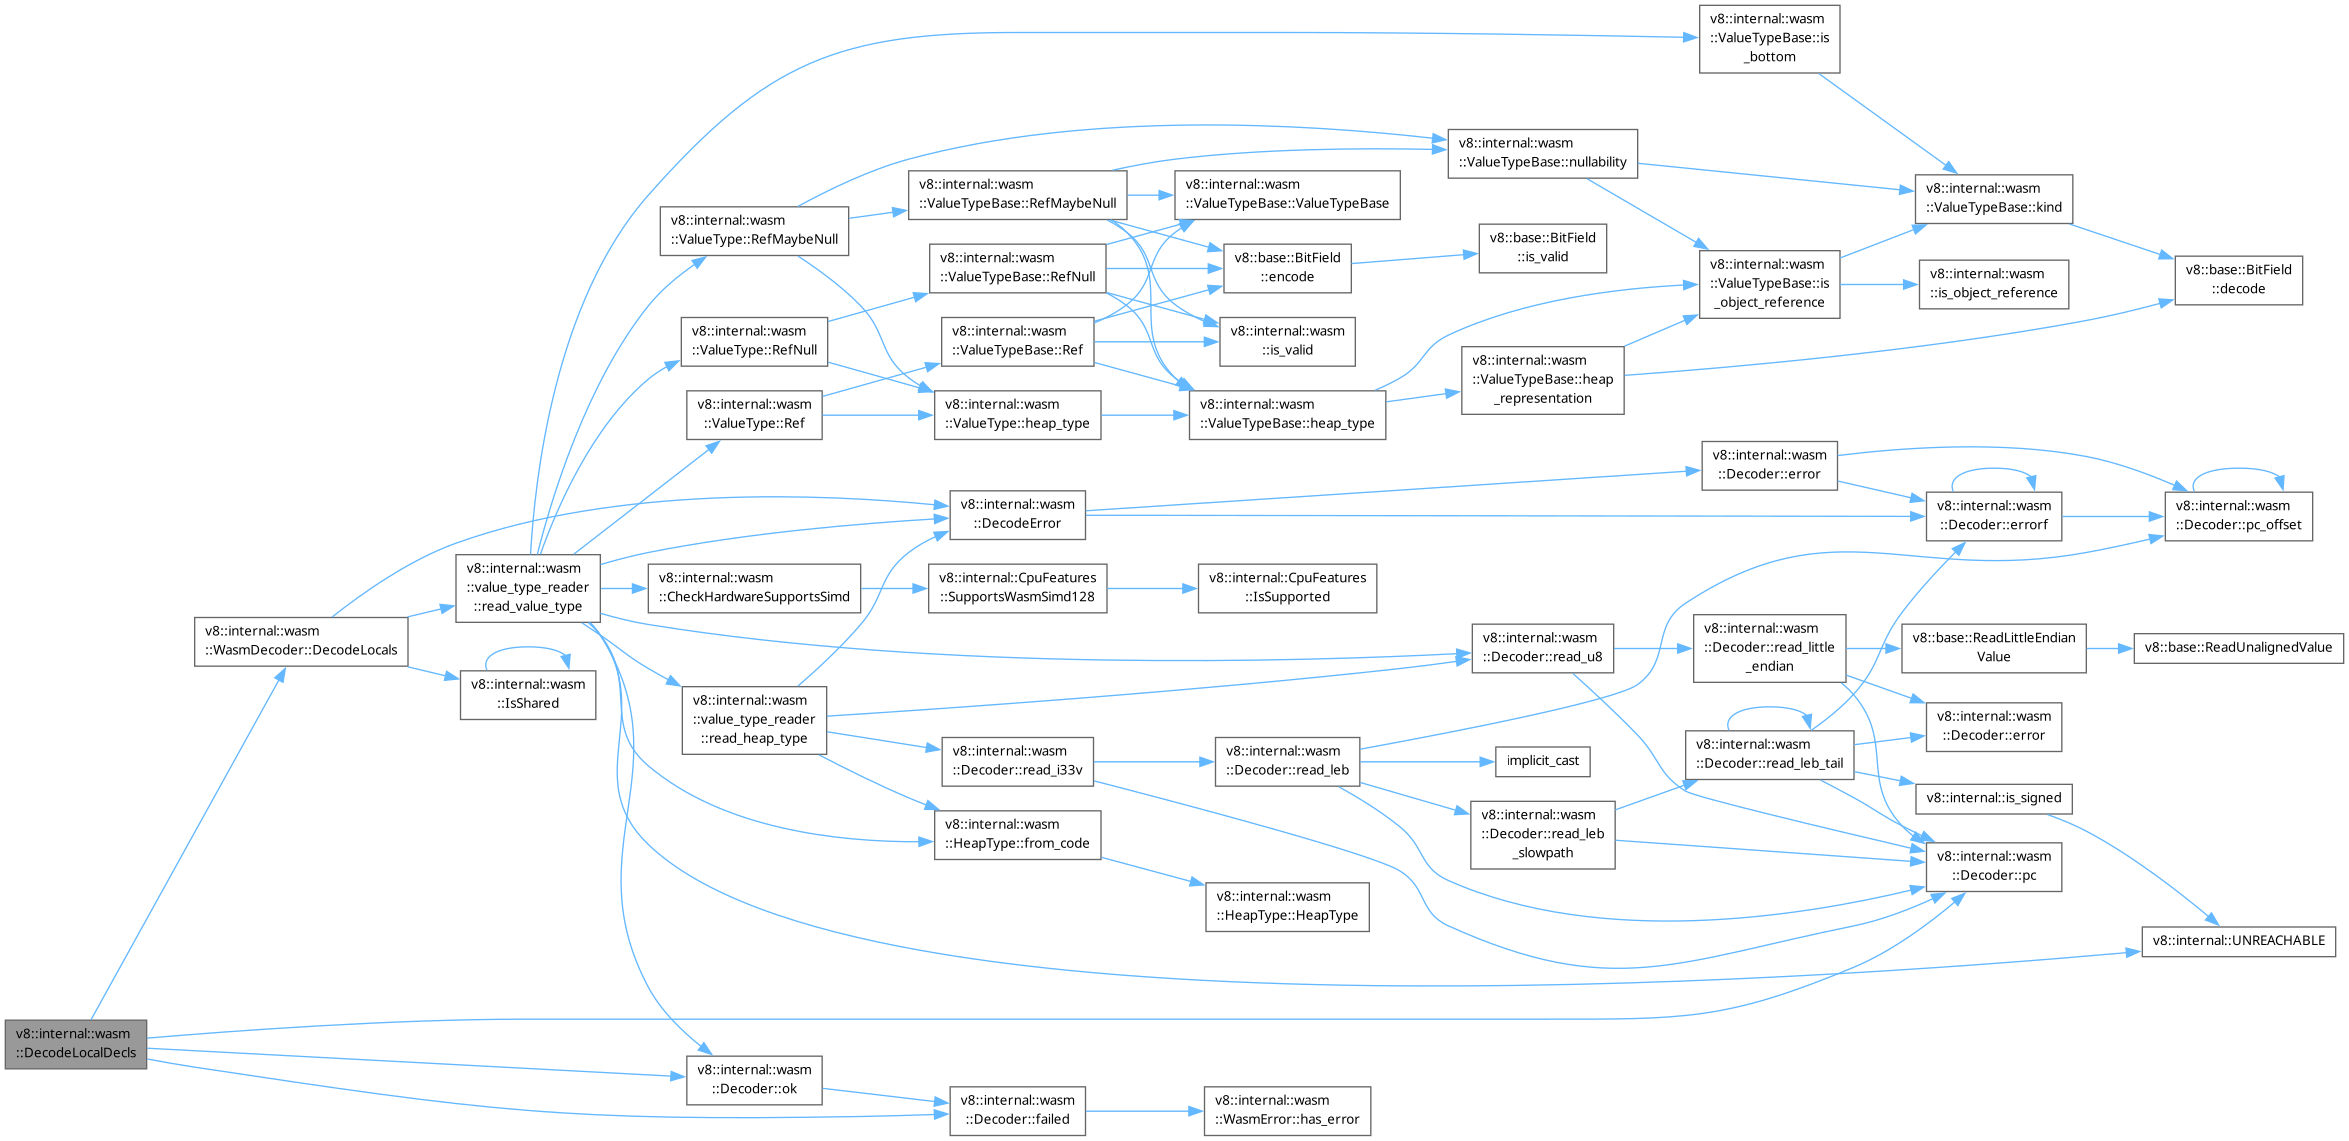 v8::internal::wasm
::ValueTypeBase::is
_bottom
v8::internal::wasm
::ValueTypeBase::nullability
v8::internal::wasm
::ValueTypeBase::RefMaybeNull
v8::internal::wasm
::ValueTypeBase::ValueTypeBase
v8::internal::wasm
::ValueTypeBase::kind
v8::internal::wasm
::ValueType::RefMaybeNull
v8::internal::wasm
::ValueTypeBase::RefNull
v8::base::BitField
::encode
v8::base::BitField
::is_valid
v8::internal::wasm
::ValueTypeBase::is
_object_reference
v8::internal::wasm
::is_object_reference
v8::base::BitField
::decode
v8::internal::wasm
::ValueType::RefNull
v8::internal::wasm
::ValueTypeBase::Ref
v8::internal::wasm
::is_valid
v8::internal::wasm
::ValueTypeBase::heap
_representation
v8::internal::wasm
::ValueType::Ref
v8::internal::wasm
::ValueType::heap_type
v8::internal::wasm
::ValueTypeBase::heap_type
v8::internal::wasm
::Decoder::error
v8::internal::wasm
::DecodeError
v8::internal::wasm
::Decoder::errorf
v8::internal::wasm
::Decoder::pc_offset
v8::internal::wasm
::value_type_reader
::read_value_type
v8::internal::wasm
::CheckHardwareSupportsSimd
v8::internal::CpuFeatures
::SupportsWasmSimd128
v8::internal::CpuFeatures
::IsSupported
v8::internal::wasm
::WasmDecoder::DecodeLocals
v8::internal::wasm
::Decoder::read_u8
v8::internal::wasm
::Decoder::read_little
_endian
v8::base::ReadLittleEndian
Value
v8::base::ReadUnalignedValue
v8::internal::wasm
::IsShared
v8::internal::wasm
::value_type_reader
::read_heap_type
v8::internal::wasm
::Decoder::error
v8::internal::wasm
::Decoder::read_i33v
v8::internal::wasm
::Decoder::read_leb
implicit_cast
v8::internal::wasm
::Decoder::read_leb_tail
v8::internal::is_signed
v8::internal::wasm
::HeapType::from_code
v8::internal::wasm
::Decoder::read_leb
_slowpath
v8::internal::wasm
::Decoder::pc
v8::internal::wasm
::HeapType::HeapType
v8::internal::UNREACHABLE
v8::internal::wasm
::DecodeLocalDecls
v8::internal::wasm
::Decoder::ok
v8::internal::wasm
::Decoder::failed
v8::internal::wasm
::WasmError::has_error